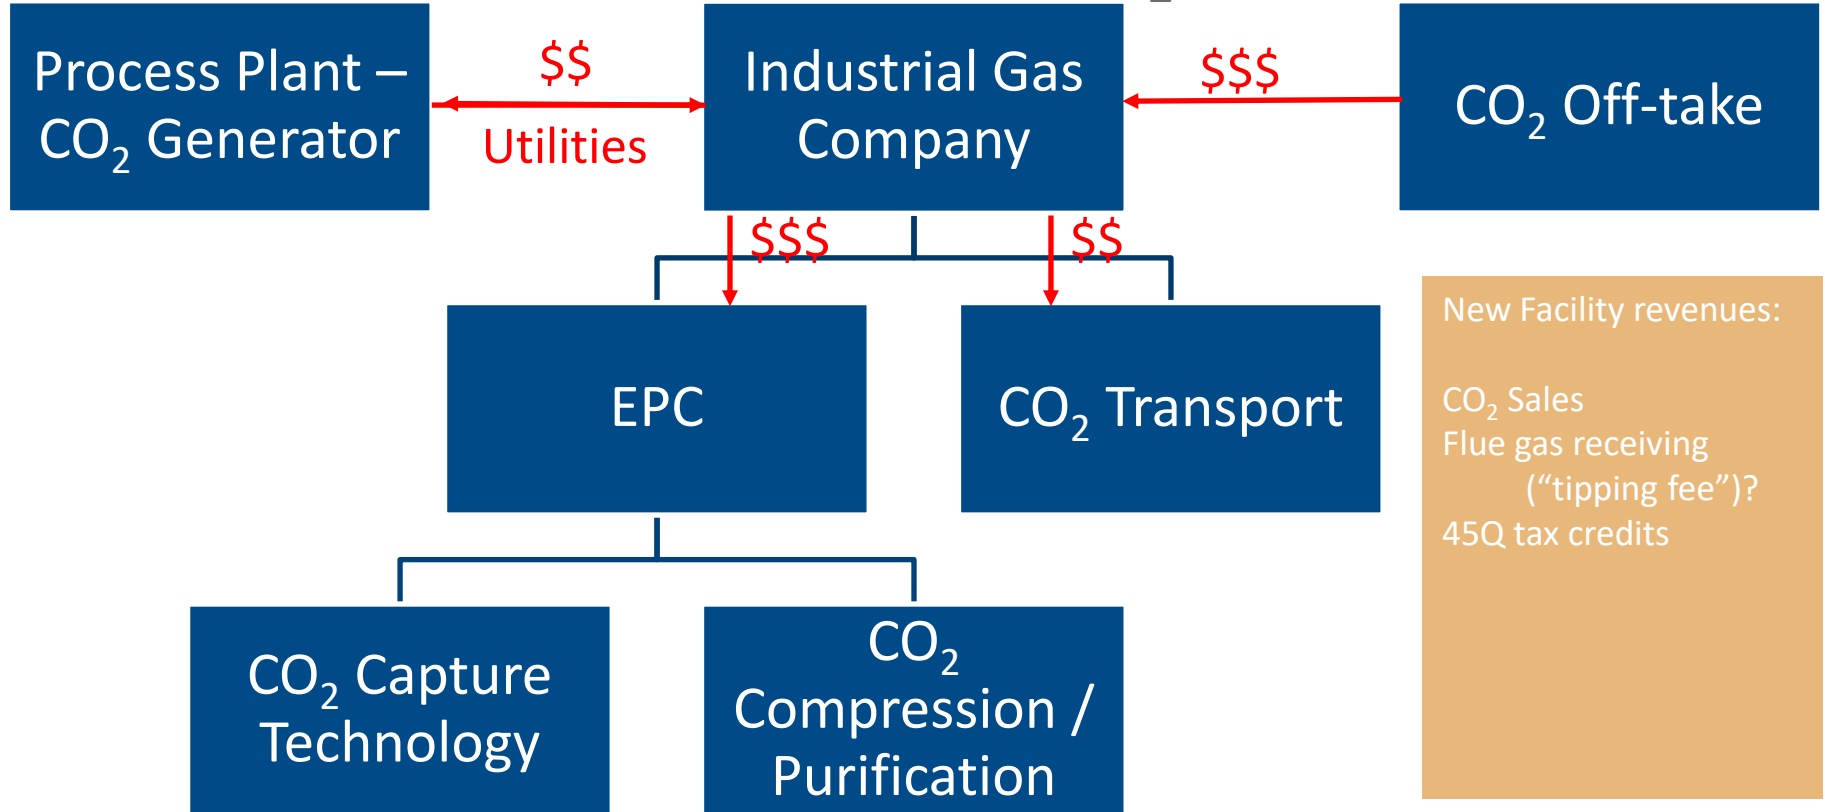 Process Plant –
CO₂ Generator
$$
Utilities
Industrial Gas
Company
$$$
CO₂ Off-take
$$$
$$
EPC
CO₂ Transport
New Facility revenues:
CO₂ Sales
Flue gas receiving
(“tipping fee”)?
45Q tax credits
CO₂ Capture
Technology
CO₂
Compression /
Purification